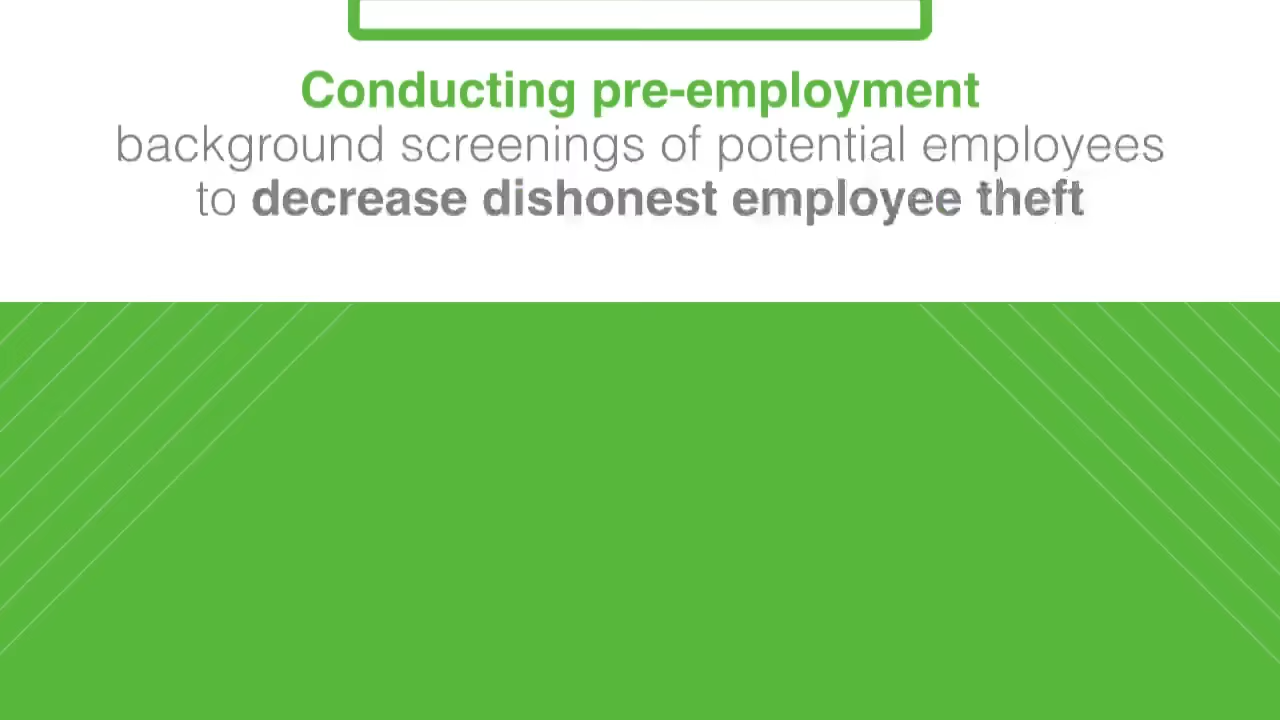 Conducting pre-employment
background screenings of potential employees
to decrease dishonest employee theft